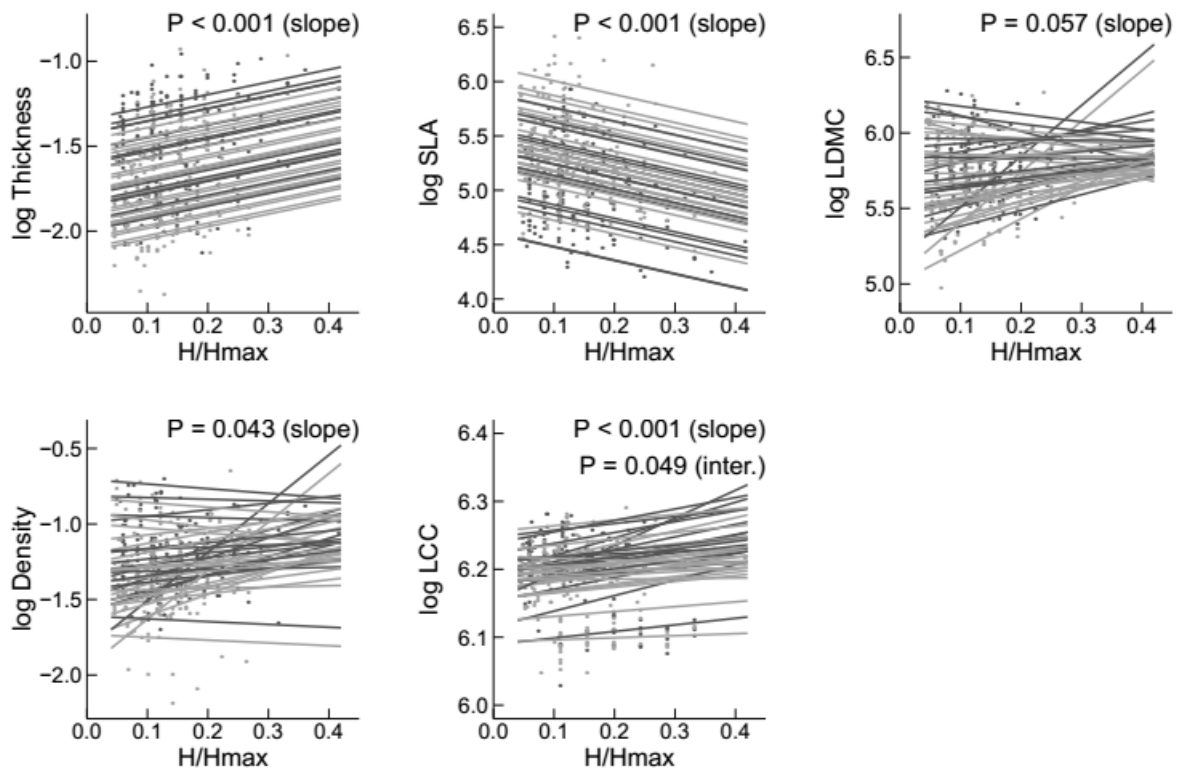 P < 0.001 (slope)
log Thickness
−1.0
−1.5
−2.0
0.0 0.1 0.2 0.3 0.4
H/Hmax
P < 0.001 (slope)
log SLA
6.5
6.0
5.5
5.0
4.5
4.0
0.0 0.1 0.2 0.3 0.4
H/Hmax
P = 0.057 (slope)
log LDMC
6.5
6.0
5.5
5.0
0.0 0.1 0.2 0.3 0.4
H/Hmax
P = 0.043 (slope)
log Density
−0.5
−1.0
−1.5
−2.0
0.0 0.1 0.2 0.3 0.4
H/Hmax
P < 0.001 (slope)
P = 0.049 (inter.)
log LCC
6.4
6.3
6.2
6.1
6.0
0.0 0.1 0.2 0.3 0.4
H/Hmax